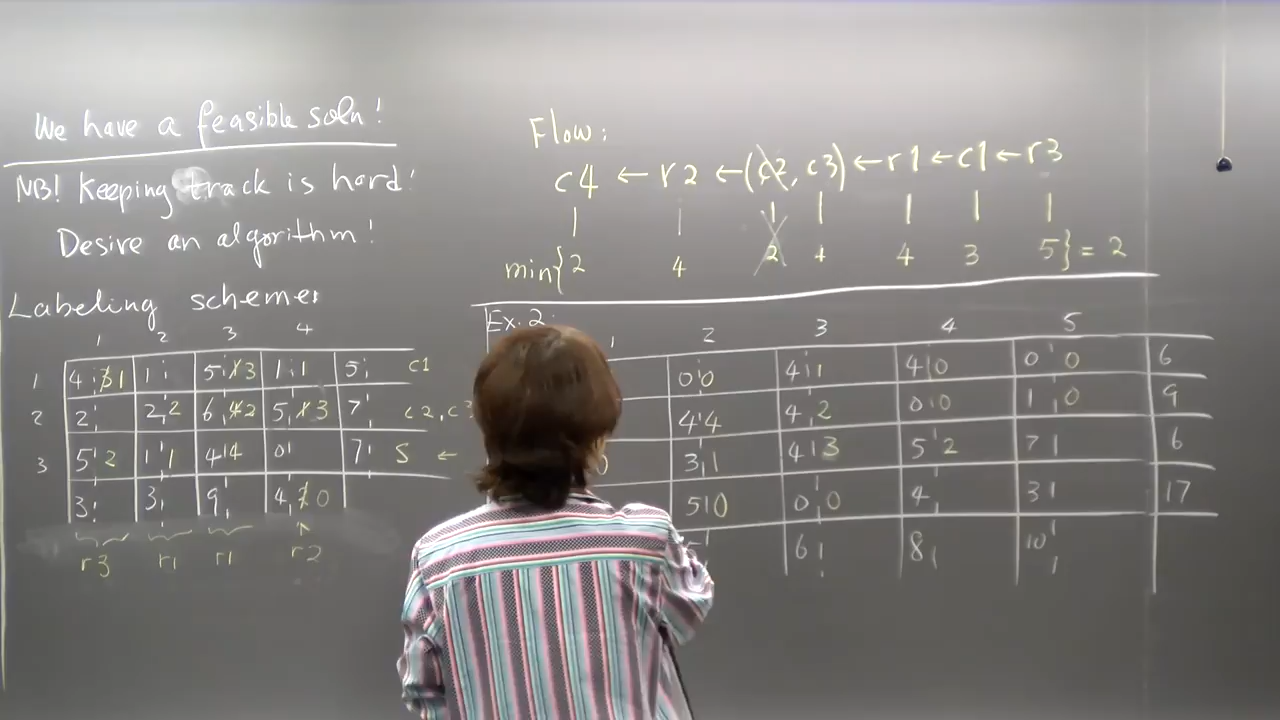 We have a feasible soln!
NB! Keeping track is hard!
Desire an algorithm!
Labeling scheme:
1 2 3 4
1 4 1 1 5 3 1 1 5 c1
2 2 2 2 6 2 5 3 7 c2, c3
3 5 2 1 1 4 4 0 7 S ←
3 3 9 4 0
r3 r1 r1 r2
Flow:
c4 ← r2 ← (c2, c3) ← r1 ← c1 ← r3
min{2 4 2 4 3 5} = 2
Ex. 2:
1 2 3 4 5
0 0 4 1 4 0 0 0 6
4 4 4 2 0 0 1 0 9
0 3 1 4 3 5 2 7 6
5 0 0 0 4 3 17
6 8 10